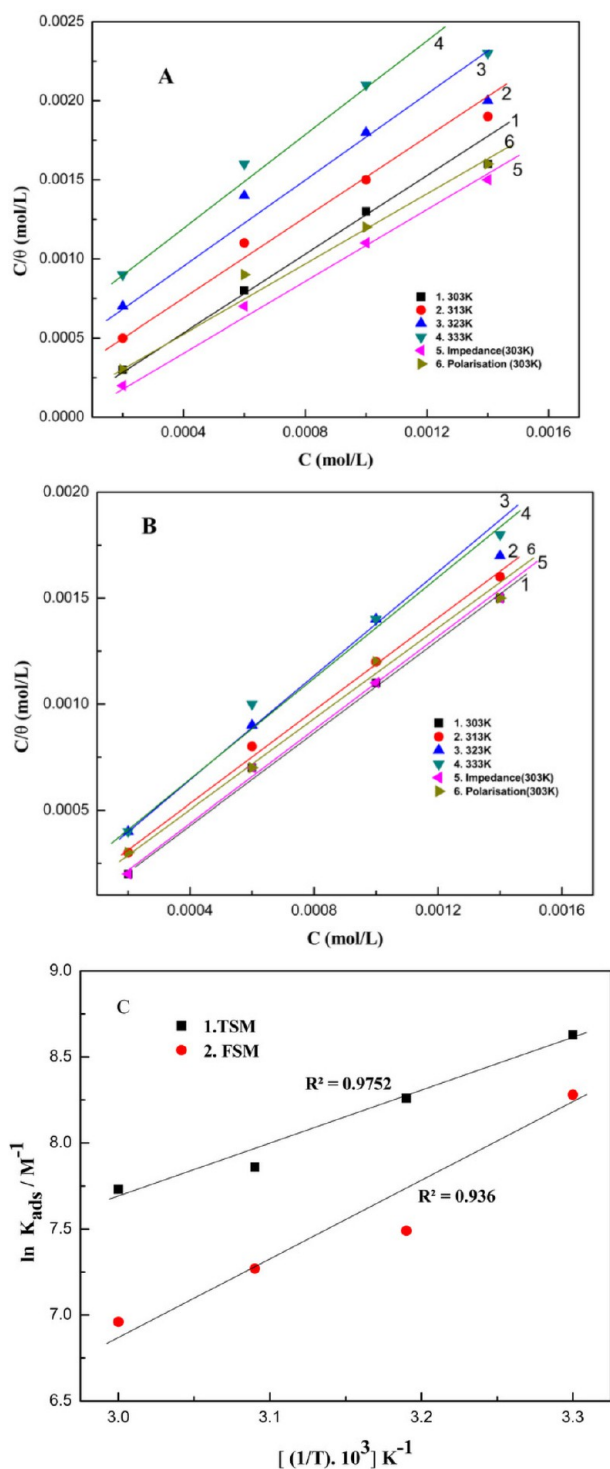 A
C/θ (mol/L)
0.0025
0.0020
0.0015
0.0010
0.0005
0.0000
4
3
2
1
6
5
1. 303K
2. 313K
3. 323K
4. 333K
5. Impedance(303K)
6. Polarisation (303K)
0.0004 0.0008 0.0012 0.0016
C (mol/L)
B
C/θ (mol/L)
0.0020
0.0015
0.0010
0.0005
3
4
2 6
5
1
1. 303K
2. 313K
3. 323K
4. 333K
5. Impedance(303K)
6. Polarisation(303K)
0.0004 0.0008 0.0012 0.0016
C (mol/L)
C
ln K_ads / M⁻¹
9.0
8.5
8.0
7.5
7.0
6.5
1.TSM
2. FSM
R² = 0.9752
R² = 0.936
3.0 3.1 3.2 3.3
[ (1/T). 10³] K⁻¹